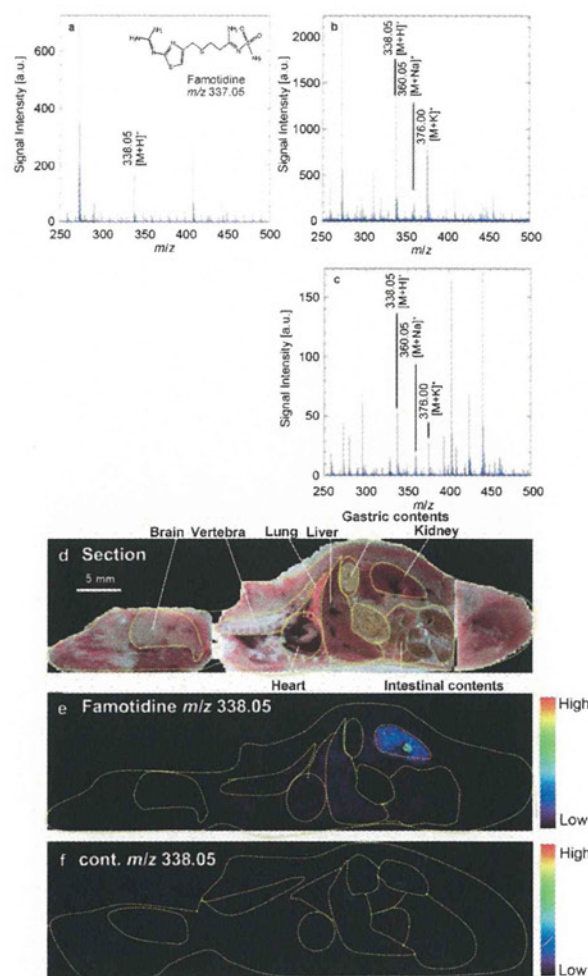 a
600
400
200
0
Signal Intensity [a.u.]
Famotidine
m/z 337.05
338.05
[M+H]⁺
250 300 350 400 450 500
m/z
b
2000
1500
1000
500
0
Signal Intensity [a.u.]
338.05
[M+H]⁺
360.05
[M+Na]⁺
376.00
[M+K]⁺
250 300 350 400 450 500
m/z
c
150
100
50
0
Signal Intensity [a.u.]
338.05
[M+H]⁺
360.05
[M+Na]⁺
376.00
[M+K]⁺
250 300 350 400 450 500
m/z
Gastric contents
Brain Vertebra Lung Liver Kidney
d Section
5 mm
Heart Intestinal contents
e Famotidine m/z 338.05
High
Low
f cont. m/z 338.05
High
Low